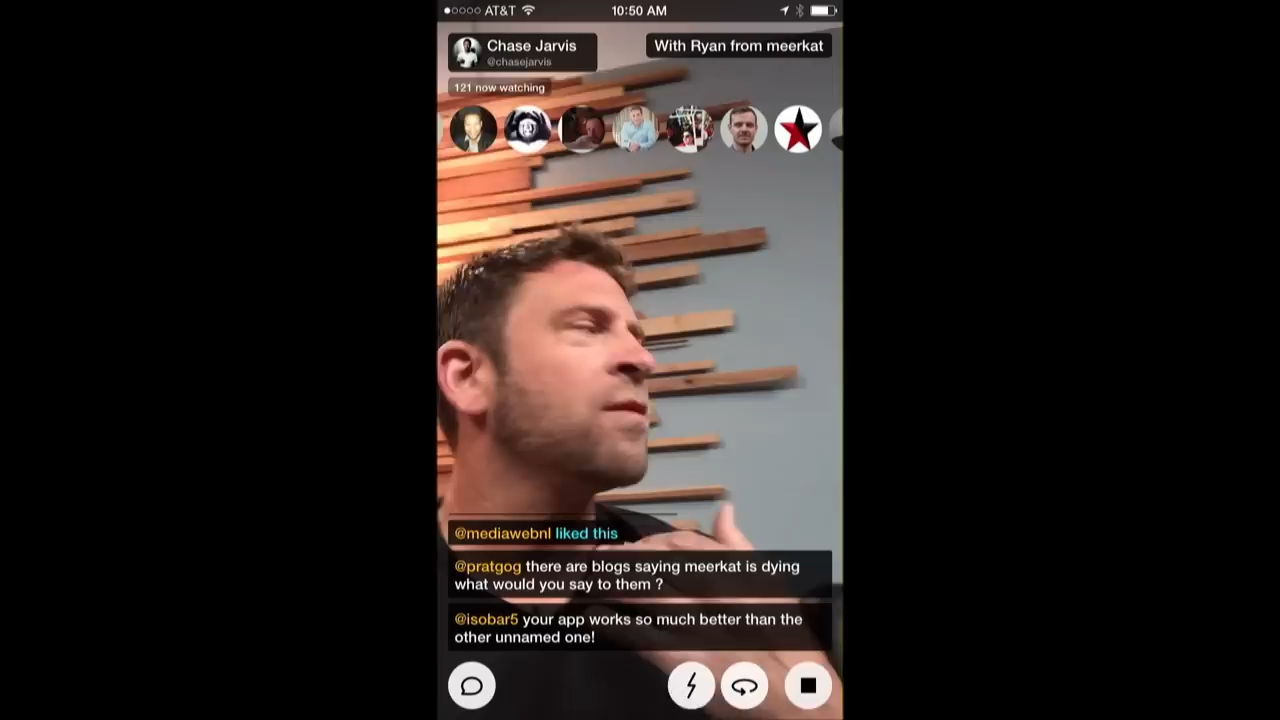 AT&T 10:50 AM
Chase Jarvis
@chasejarvis
With Ryan from meerkat
121 now watching
@mediawebnl liked this
@pratgog there are blogs saying meerkat is dying
what would you say to them ?
@isobar5 your app works so much better than the
other unnamed one!